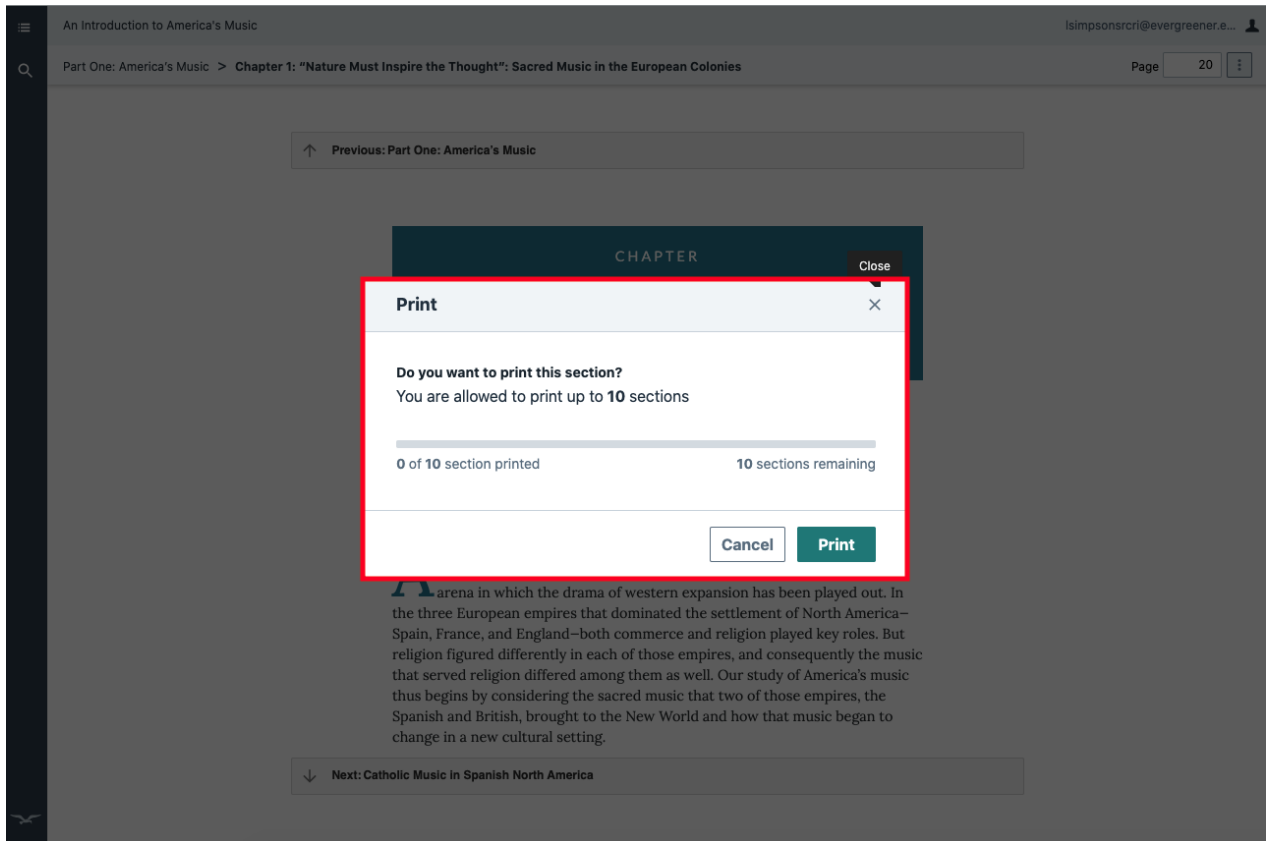 An Introduction to America's Music
lsimpsonsrcri@evergreener.e...
Part One: America's Music > Chapter 1: “Nature Must Inspire the Thought”: Sacred Music in the European Colonies
Page 20
Previous: Part One: America’s Music
CHAPTER
Close
Print
Do you want to print this section?
You are allowed to print up to 10 sections
0 of 10 section printed
10 sections remaining
Cancel
Print
arena in which the drama of western expansion has been played out. In
the three European empires that dominated the settlement of North America—
Spain, France, and England—both commerce and religion played key roles. But
religion figured differently in each of those empires, and consequently the music
that served religion differed among them as well. Our study of America’s music
thus begins by considering the sacred music that two of those empires, the
Spanish and British, brought to the New World and how that music began to
change in a new cultural setting.
Next: Catholic Music in Spanish North America